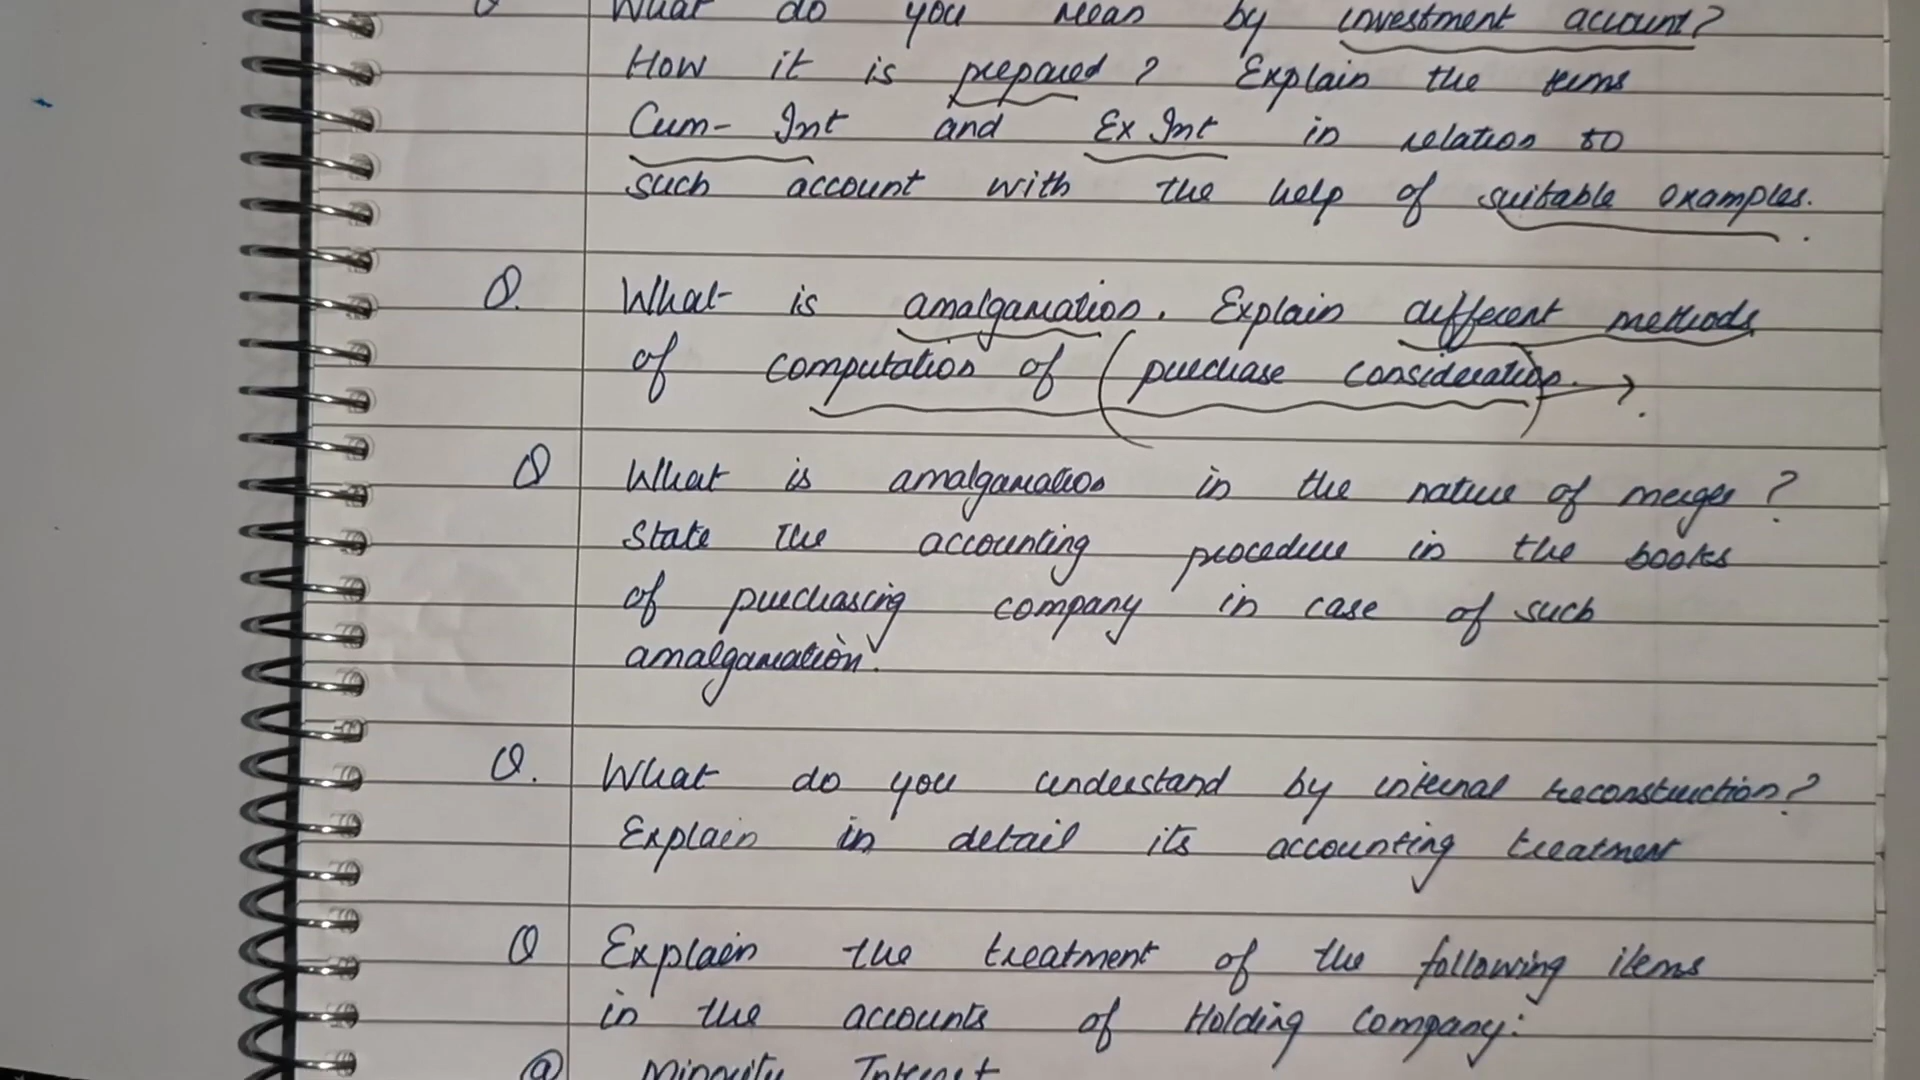 Q What do you mean by investment account?
How it is prepared? Explain the terms
Cum-Int and Ex Int in relation to
such account with the help of suitable examples.
Q. What is amalgamation. Explain different methods
of computation of (purchase consideration.)
Q What is amalgamation in the nature of merger?
State the accounting procedure in the books
of purchasing company in case of such
amalgamation.
Q. What do you understand by internal reconstruction?
Explain in detail its accounting treatment
Q Explain the treatment of the following items
in the accounts of Holding Company:
(a) Minority Interest